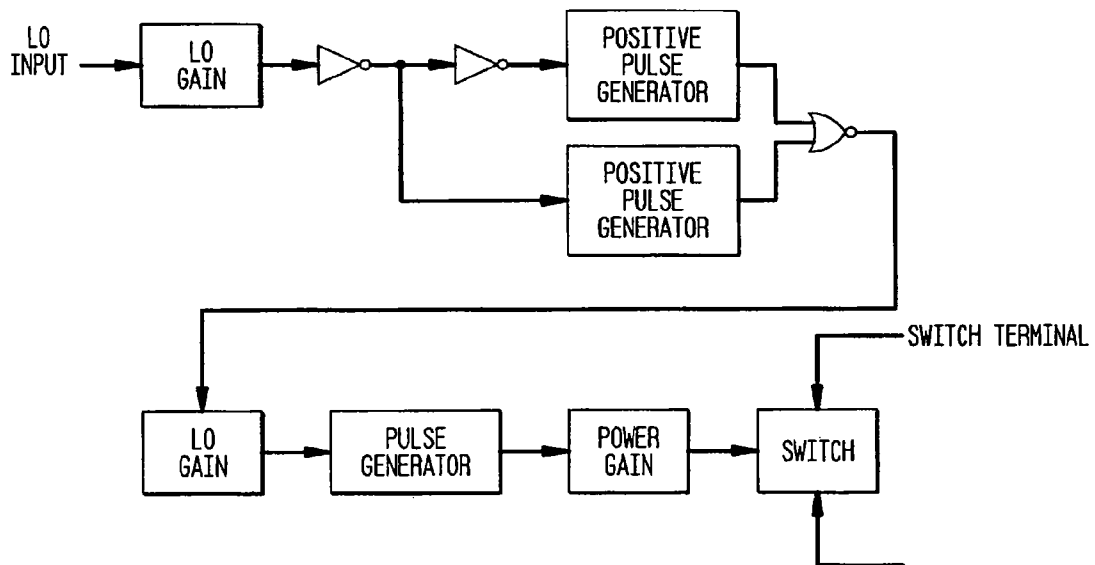 LO
INPUT
LO
GAIN
POSITIVE
PULSE
GENERATOR
POSITIVE
PULSE
GENERATOR
SWITCH TERMINAL
LO
GAIN
PULSE
GENERATOR
POWER
GAIN
SWITCH